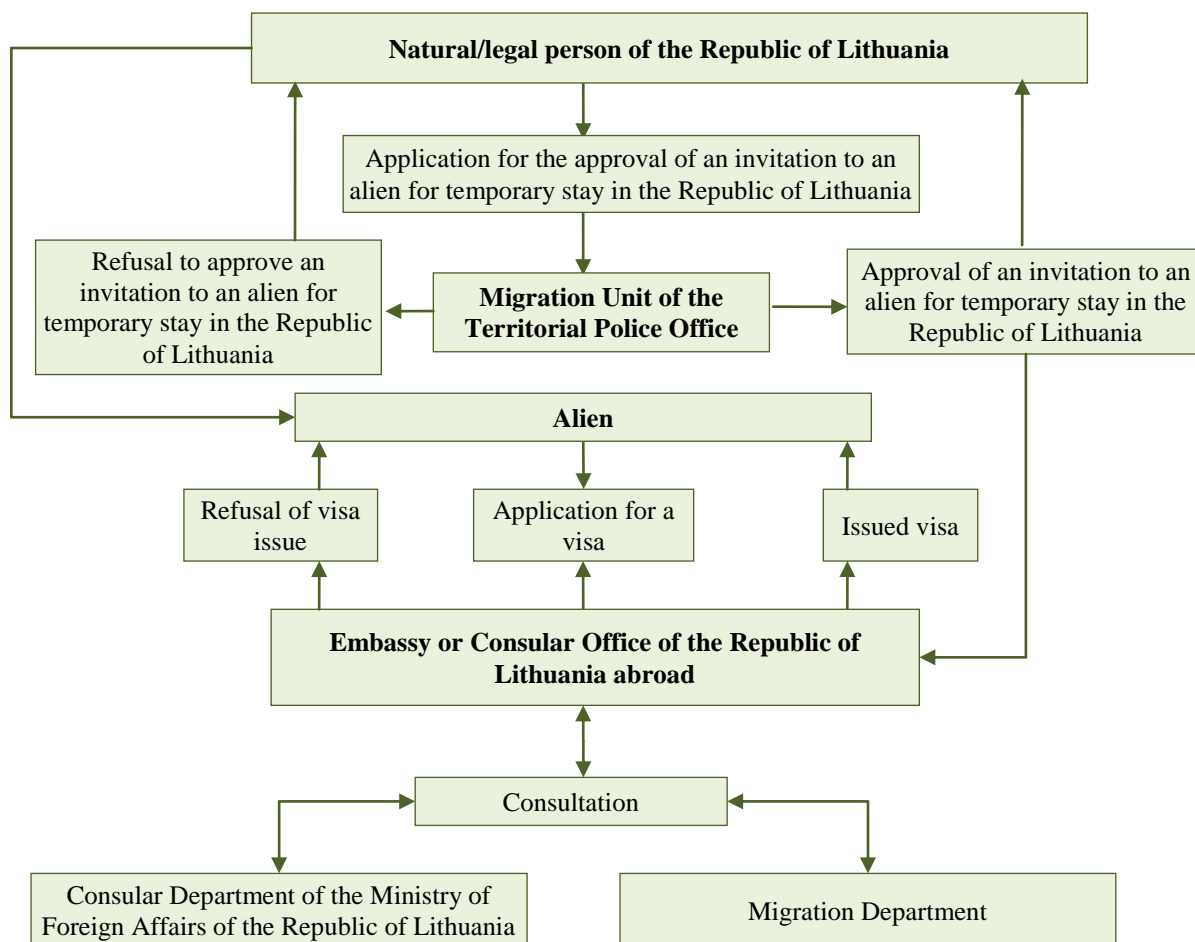 Natural/legal person of the Republic of Lithuania
Application for the approval of an invitation to an
alien for temporary stay in the Republic of Lithuania
Refusal to approve an
invitation to an alien for
temporary stay in the Republic
of Lithuania
Migration Unit of the
Territorial Police Office
Approval of an invitation to an
alien for temporary stay in the
Republic of Lithuania
Alien
Refusal of visa
issue
Application for a
visa
Issued visa
Embassy or Consular Office of the Republic of
Lithuania abroad
Consultation
Consular Department of the Ministry of
Foreign Affairs of the Republic of Lithuania
Migration Department